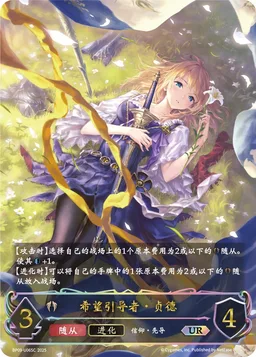 【攻击时】选择自己的战场上的1个原本费用为2或以下的随从。
使其+1。
【进化时】可以将自己的手牌中的1张原本费用为2或以下的随
从放入战场。
希望引导者·贞德
3
随从
进化
信仰·先导
UR
4